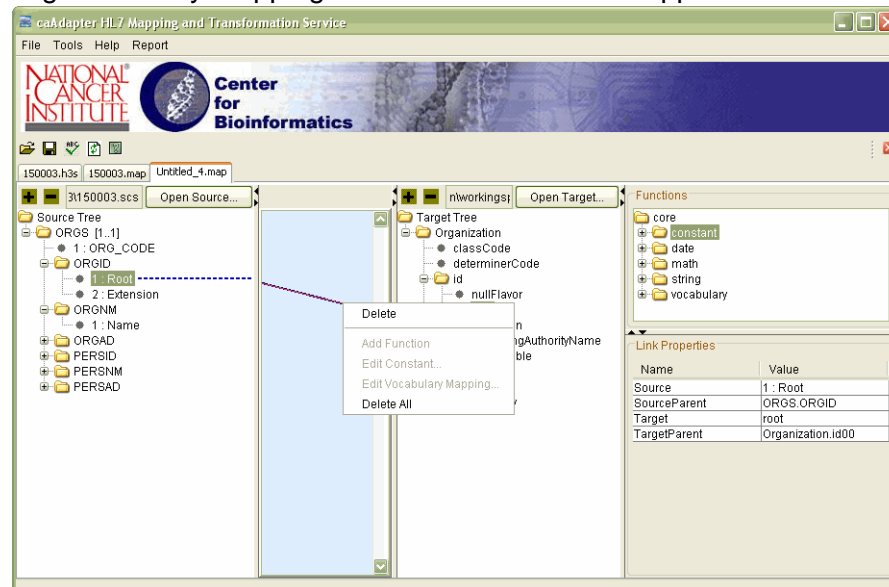 caAdapter HL7 Mapping and Transformation Service
File Tools Help Report
NATIONAL CANCER INSTITUTE
Center for Bioinformatics
150003.h3s 150003.map Untitled_4.map
3\150003.scs Open Source...
Source Tree
ORGS [1..1]
1 : ORG_CODE
ORGID
1 : Root
2 : Extension
ORGNM
1 : Name
ORGAD
PERSID
PERSNM
PERSAD
Delete
Add Function
Edit Constant...
Edit Vocabulary Mapping...
Delete All
Open Target...
Target Tree
Organization
classCode
determinerCode
id
nullFlavor
ngAuthorityName
ble
Functions
core
constant
date
math
string
vocabulary
Link Properties
Name Value
Source 1 : Root
SourceParent ORGS.ORGID
Target root
TargetParent Organization.id00